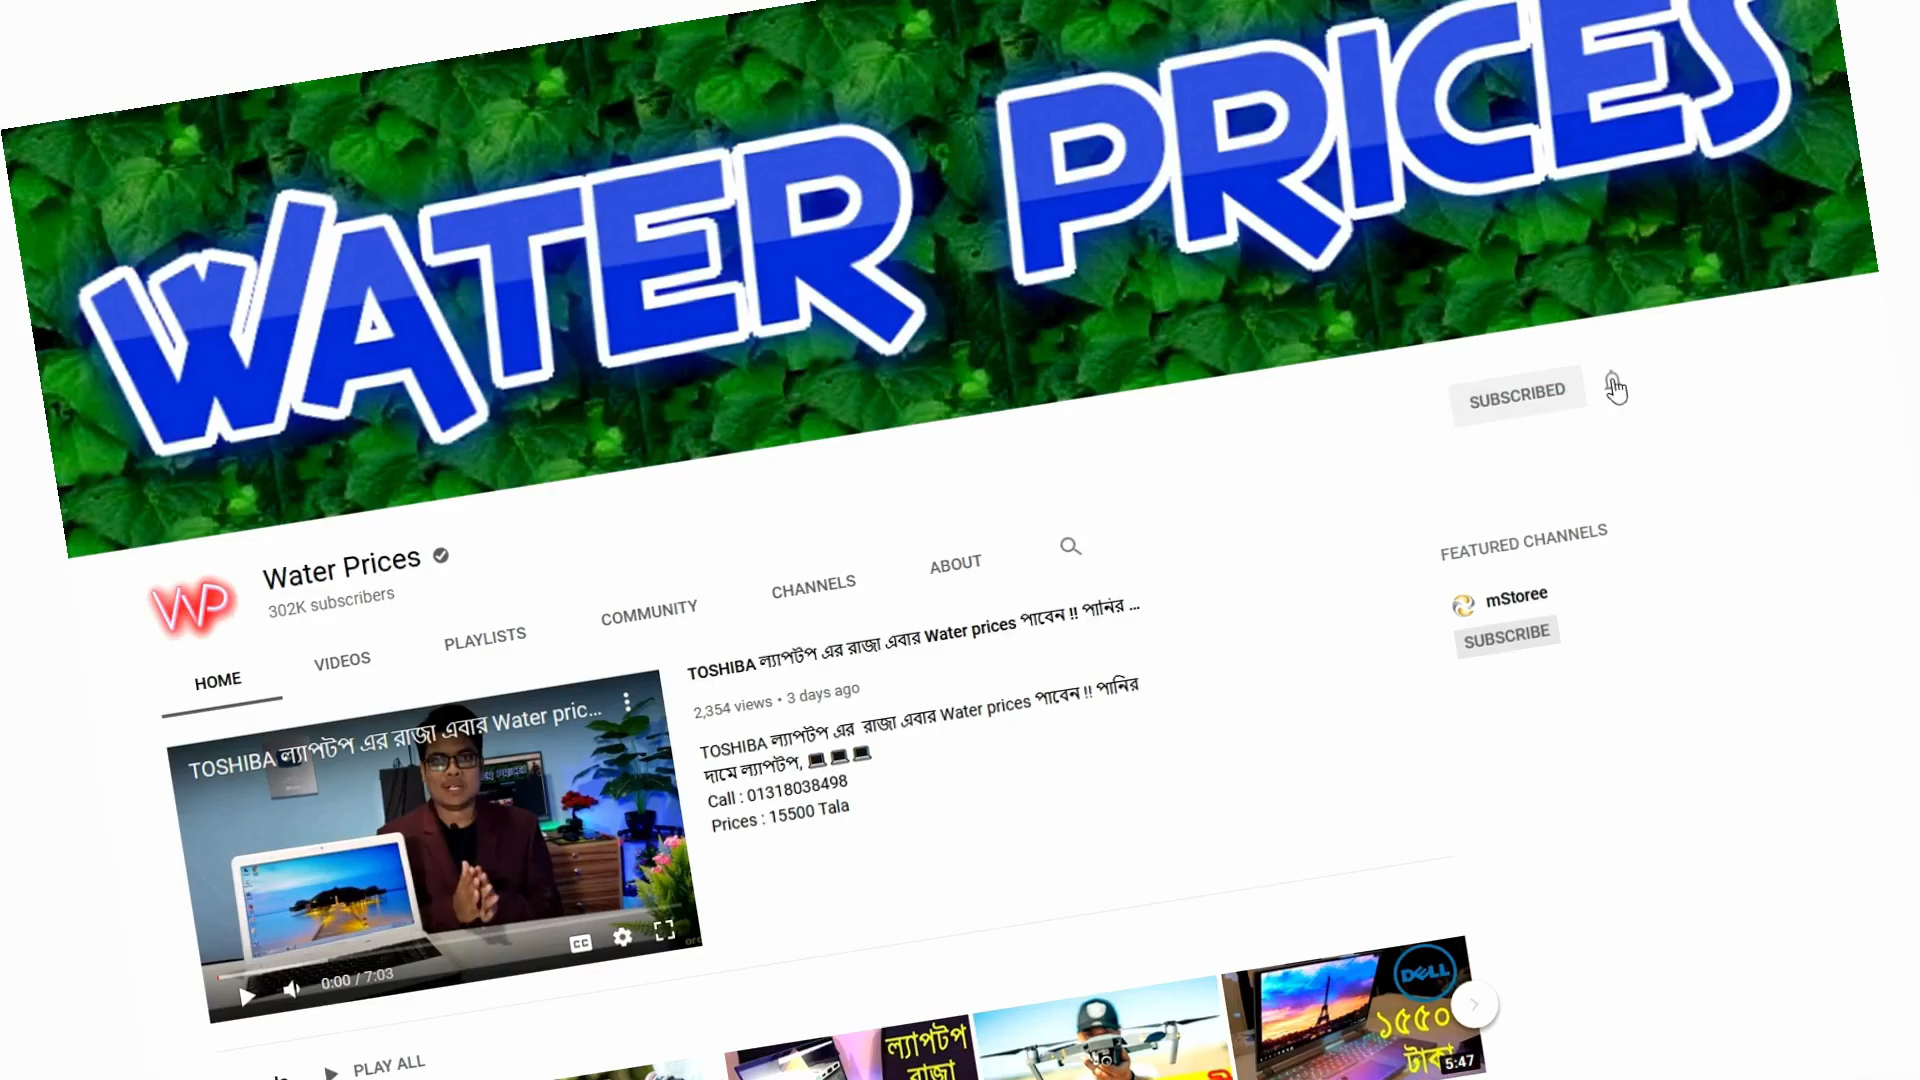 WATER PRICES
SUBSCRIBED
Water Prices
302K subscribers
HOME
VIDEOS
PLAYLISTS
COMMUNITY
CHANNELS
ABOUT
FEATURED CHANNELS
mStoree
SUBSCRIBE
TOSHIBA ল্যাপটপ এর রাজা এবার Water pric...
CC
0:00 / 7:03
TOSHIBA ল্যাপটপ এর রাজা এবার Water prices পাবেন !! পানির ...
2,354 views • 3 days ago
TOSHIBA ল্যাপটপ এর রাজা এবার Water prices পাবেন !! পানির
দামে ল্যাপটপ, 💻💻💻
Call : 01318038498
Prices : 15500 Tala
PLAY ALL
ল্যাপটপ
রাজা
DELL
১৫৫০
টাকা
5:47
WP